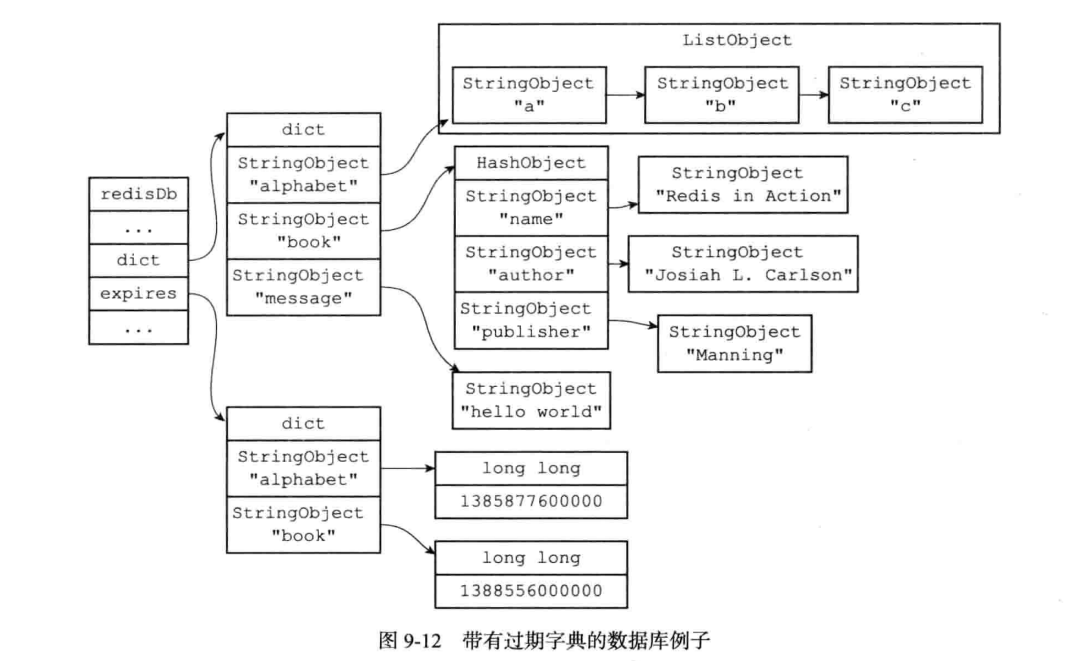 ListObject
StringObject
"a"
StringObject
"b"
StringObject
"c"
redisDb
...
dict
expires
...
dict
StringObject
"alphabet"
StringObject
"book"
StringObject
"message"
HashObject
StringObject
"name"
StringObject
"author"
StringObject
"publisher"
StringObject
"Redis in Action"
StringObject
"Josiah L. Carlson"
StringObject
"Manning"
StringObject
"hello world"
dict
StringObject
"alphabet"
StringObject
"book"
long long
1385877600000
long long
1388556000000
图 9-12 带有过期字典的数据库例子